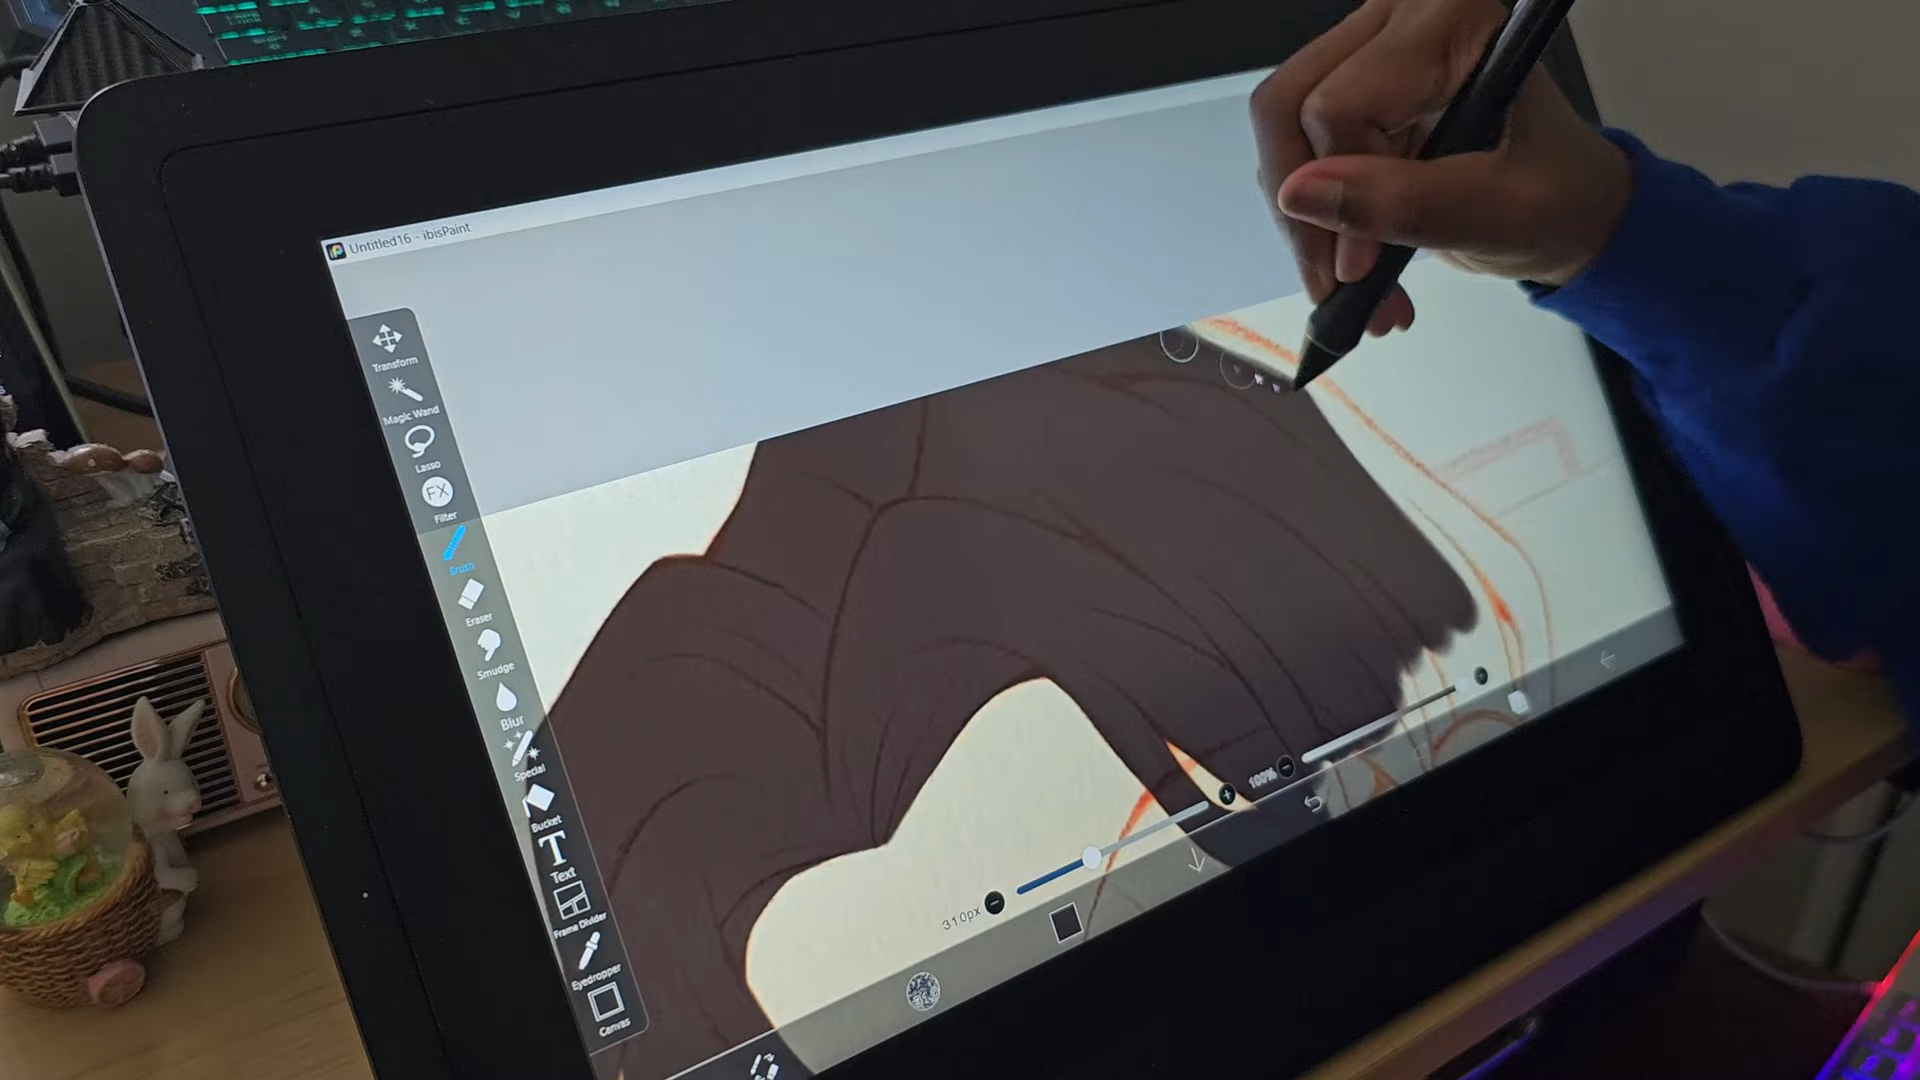 Untitled16 - ibisPaint
Transform
Magic Wand
Lasso
FX
Filter
Brush
Eraser
Smudge
Blur
Special
Bucket
T
Text
Frame Divider
Eyedropper
Canvas
100%
31.0px